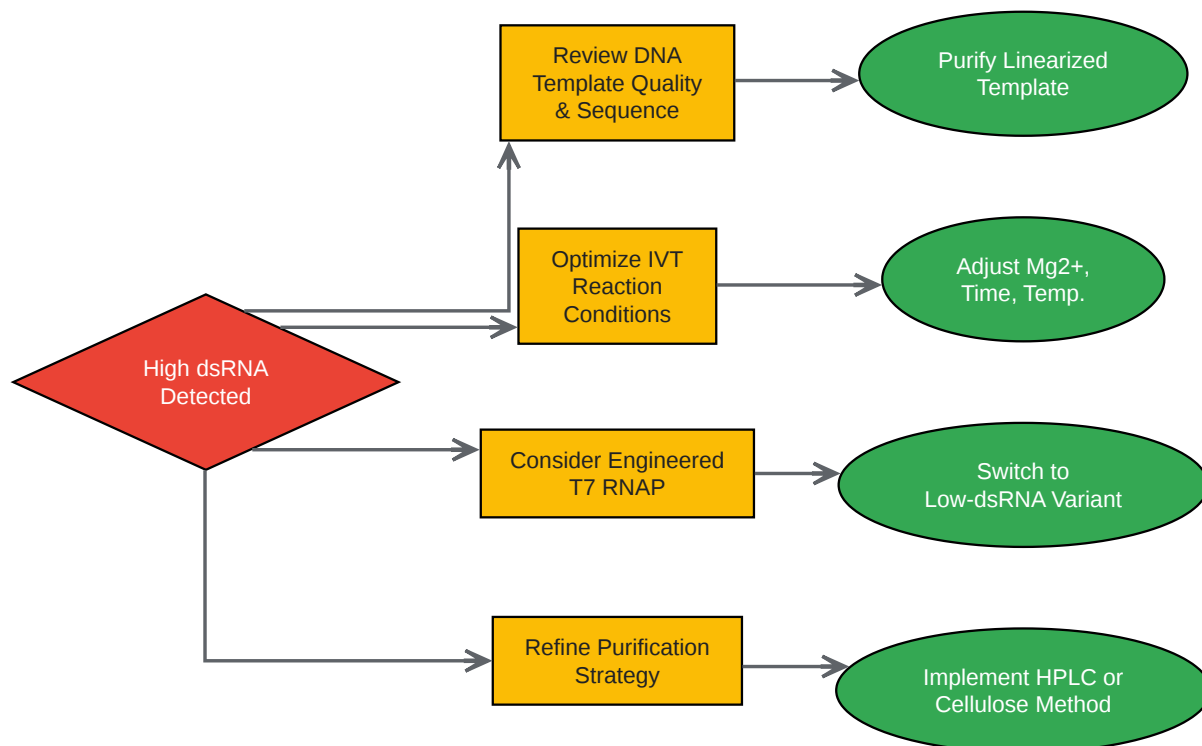 Review DNA
Template Quality
& Sequence
Purify Linearized
Template
Optimize IVT
Reaction
Conditions
Adjust Mg2+,
Time, Temp.
High dsRNA
Detected
Consider Engineered
T7 RNAP
Switch to
Low-dsRNA Variant
Refine Purification
Strategy
Implement HPLC or
Cellulose Method